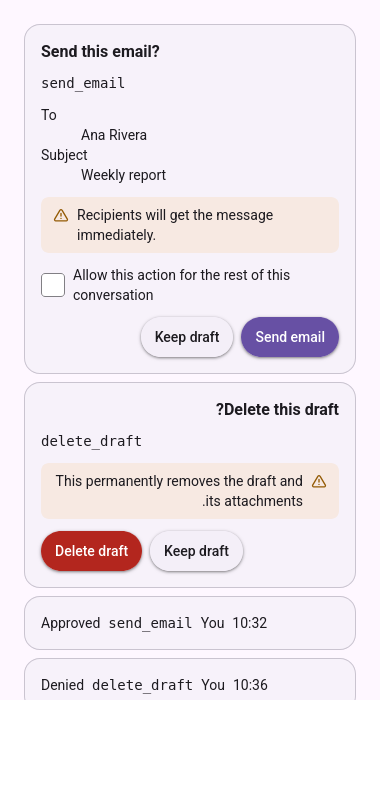 Send this email?
send_email
To
Ana Rivera
Subject
Weekly report
Recipients will get the message
immediately.
Allow this action for the rest of this
conversation
Keep draft
Send email
?Delete this draft
delete_draft
This permanently removes the draft and
.its attachments
Delete draft
Keep draft
Approved send_email You 10:32
Denied delete_draft You 10:36